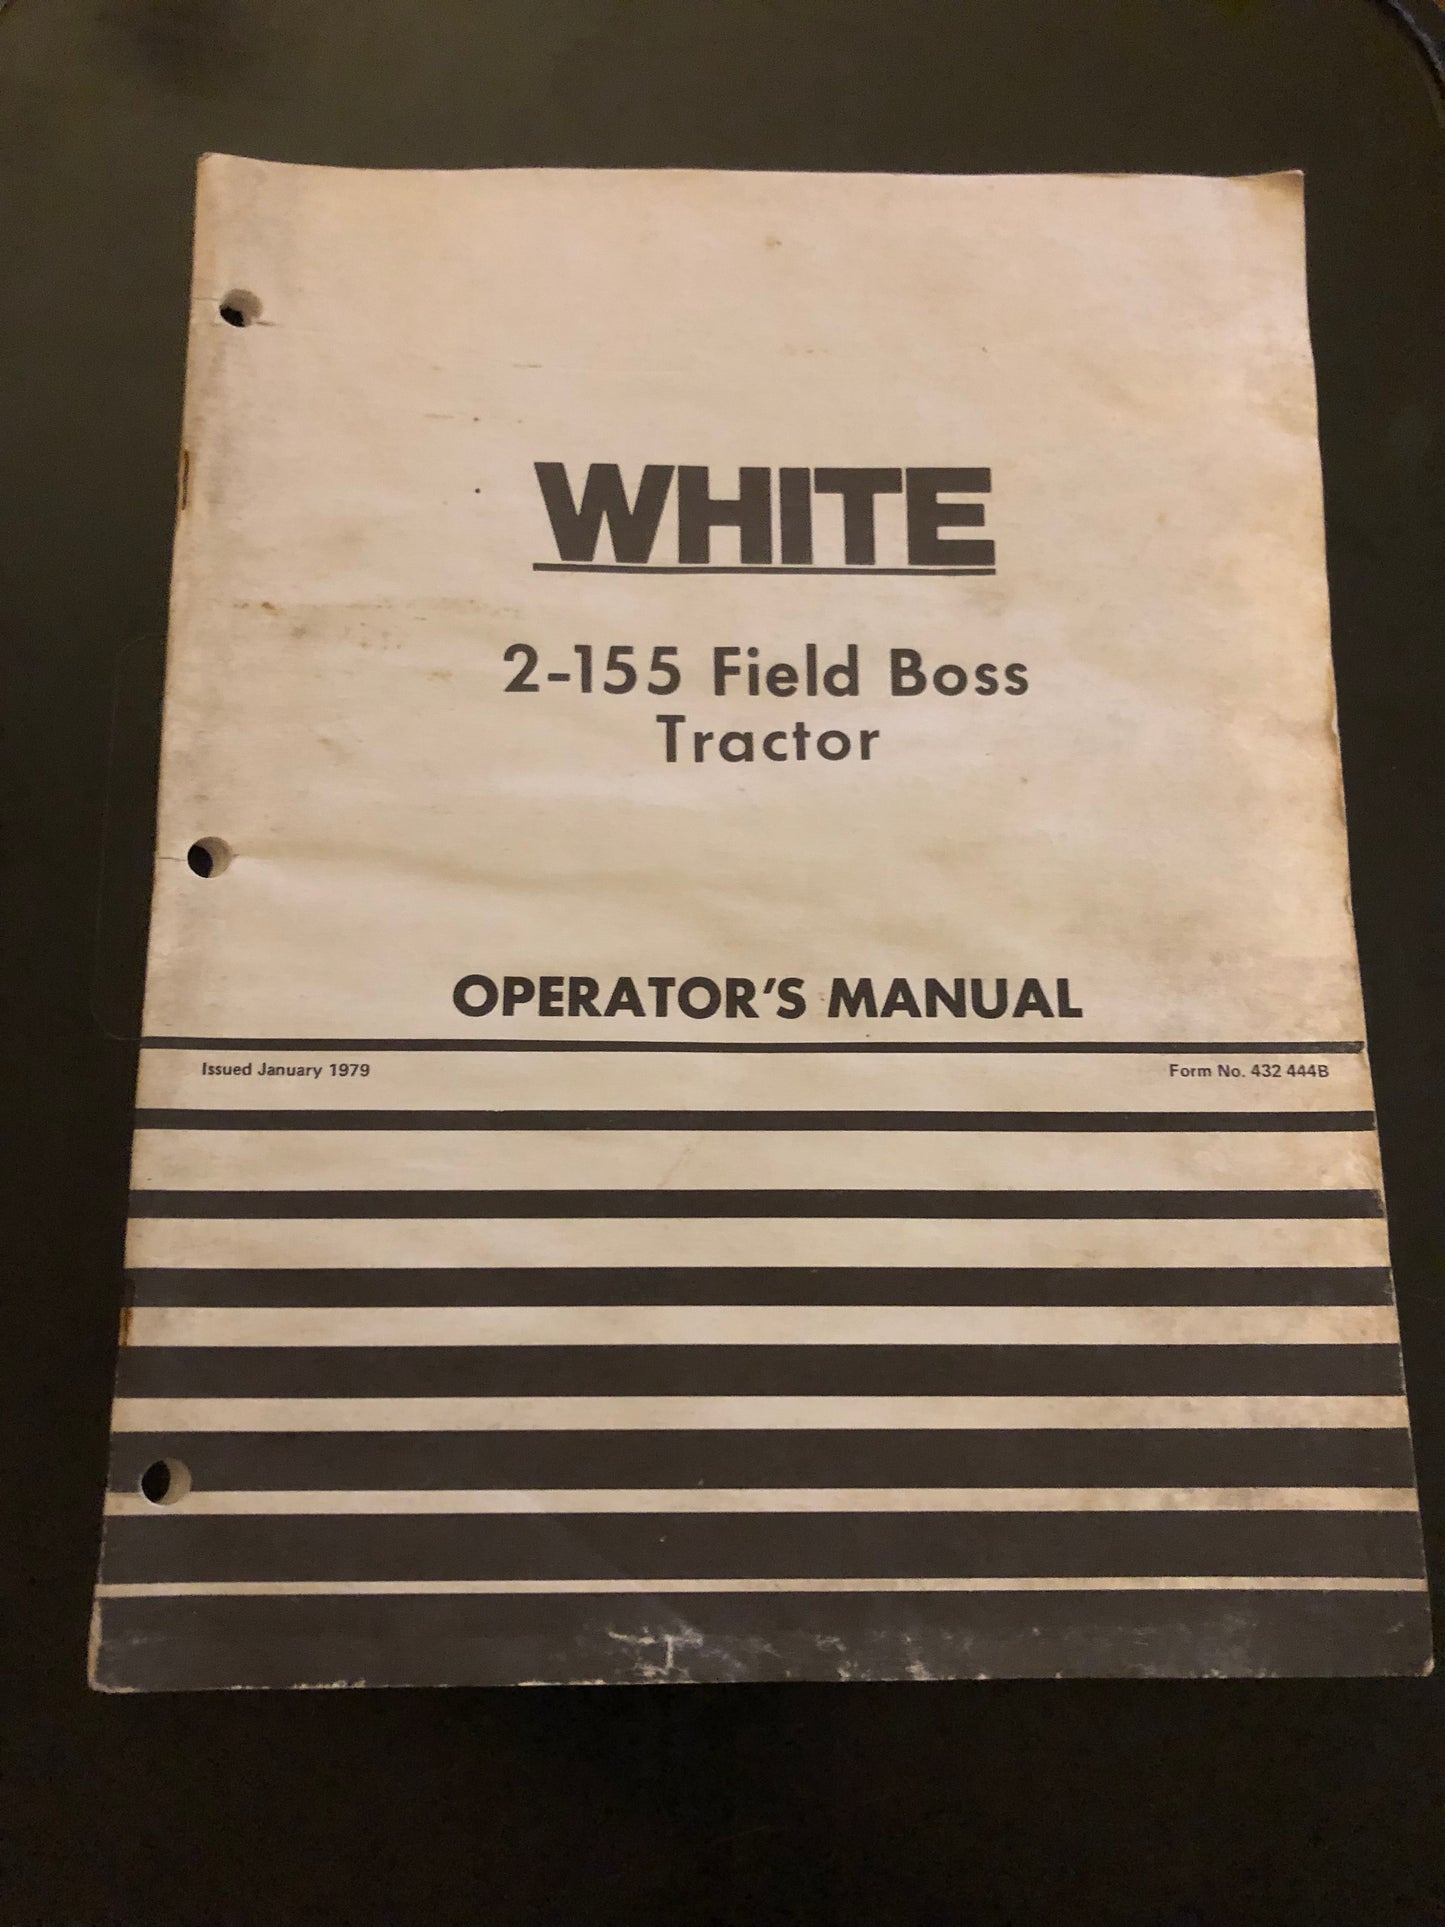 WHITE
2-155 Field Boss
Tractor
OPERATOR'S MANUAL
Issued January 1979
Form No. 432 444B